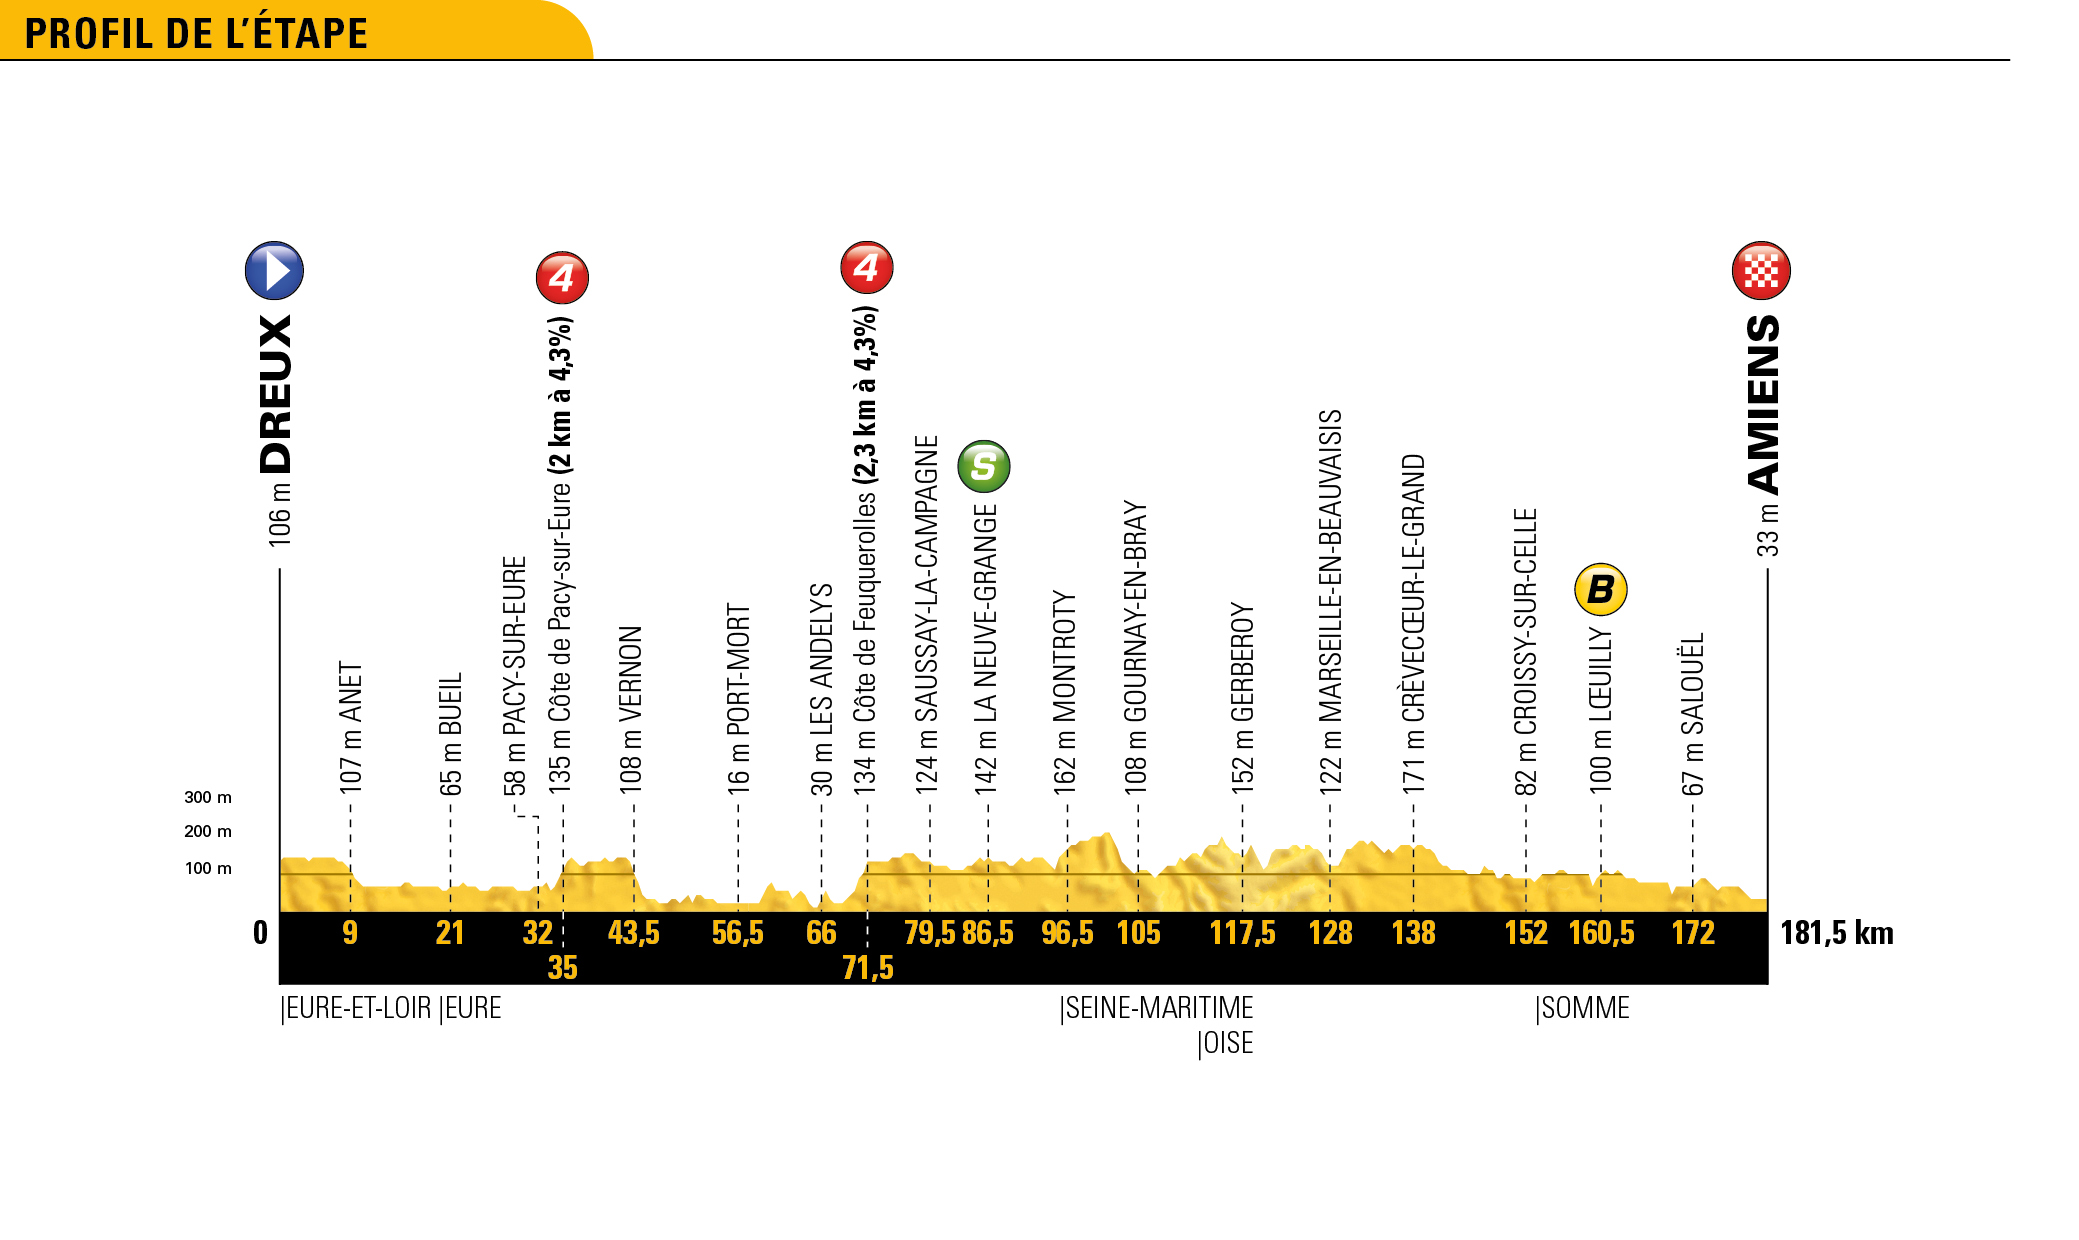 PROFIL DE L’ÉTAPE
106 m DREUX
107 m ANET
65 m BUEIL
58 m PACY-SUR-EURE
4
135 m Côte de Pacy-sur-Eure (2 km à 4,3%)
108 m VERNON
16 m PORT-MORT
30 m LES ANDELYS
4
134 m Côte de Feuquerolles (2,3 km à 4,3%)
124 m SAUSSAY-LA-CAMPAGNE
S
142 m LA NEUVE-GRANGE
162 m MONTROTY
108 m GOURNAY-EN-BRAY
152 m GERBEROY
122 m MARSEILLE-EN-BEAUVAISIS
171 m CRÈVECŒUR-LE-GRAND
82 m CROISSY-SUR-CELLE
B
100 m LŒUILLY
67 m SALOUËL
33 m AMIENS
300 m
200 m
100 m
0 9 21 32 43,5 56,5 66 79,5 86,5 96,5 105 117,5 128 138 152 160,5 172 181,5 km
35 71,5
|EURE-ET-LOIR |EURE |SEINE-MARITIME |SOMME
|OISE